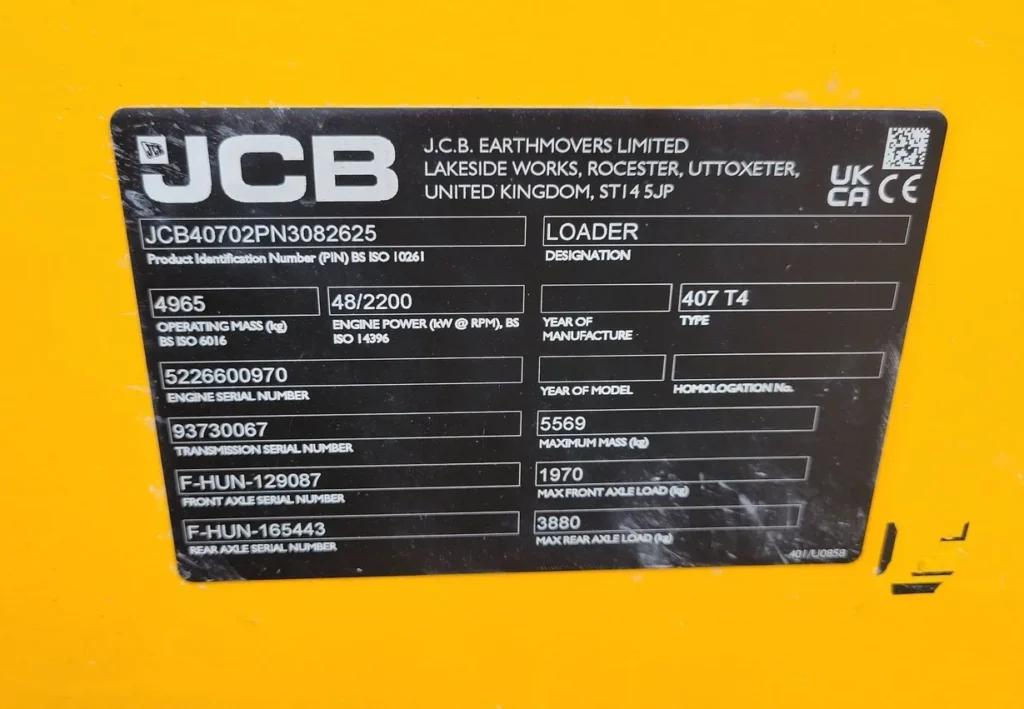 JCB JCB
J.C.B. EARTHMOVERS LIMITED
LAKESIDE WORKS, ROCESTER, UTTOXETER,
UNITED KINGDOM, ST14 5JP
UK
CA CE
JCB40702PN3082625
Product Identification Number (PIN) BS ISO 10261
LOADER
DESIGNATION
4965
OPERATING MASS (kg)
BS ISO 6016
48/2200
ENGINE POWER (kW @ RPM), BS
ISO 14396
YEAR OF
MANUFACTURE
407 T4
TYPE
5226600970
ENGINE SERIAL NUMBER
YEAR OF MODEL
HOMOLOGATION No.
93730067
TRANSMISSION SERIAL NUMBER
5569
MAXIMUM MASS (kg)
F-HUN-129087
FRONT AXLE SERIAL NUMBER
1970
MAX FRONT AXLE LOAD (kg)
F-HUN-165443
REAR AXLE SERIAL NUMBER
3880
MAX REAR AXLE LOAD (kg)